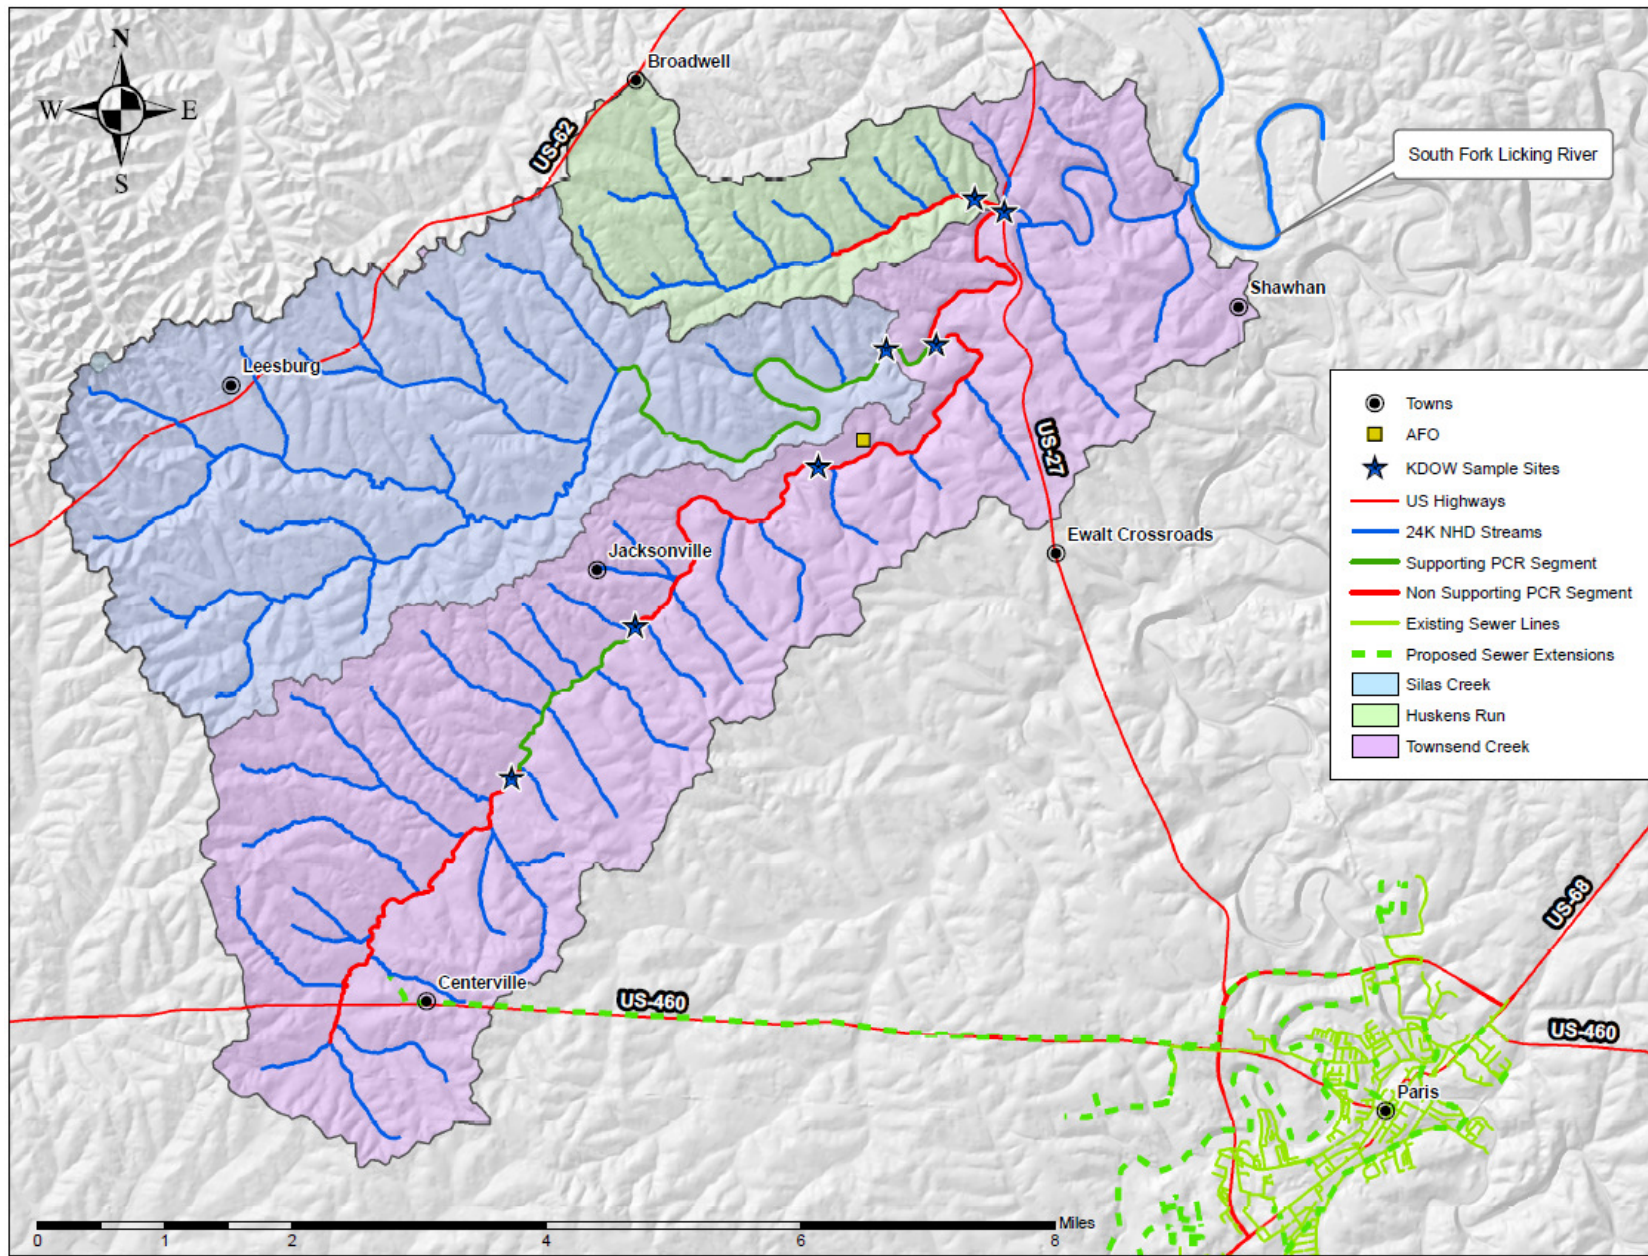 N
W E
S
Broadwell
US-62
South Fork Licking River
Shawhan
Leesburg
US-27
Ewalt Crossroads
Jacksonville
Towns
AFO
KDOW Sample Sites
US Highways
24K NHD Streams
Supporting PCR Segment
Non Supporting PCR Segment
Existing Sewer Lines
Proposed Sewer Extensions
Silas Creek
Huskens Run
Townsend Creek
US-68
Centerville
US-460
US-460
Paris
Miles
0 1 2 4 6 8